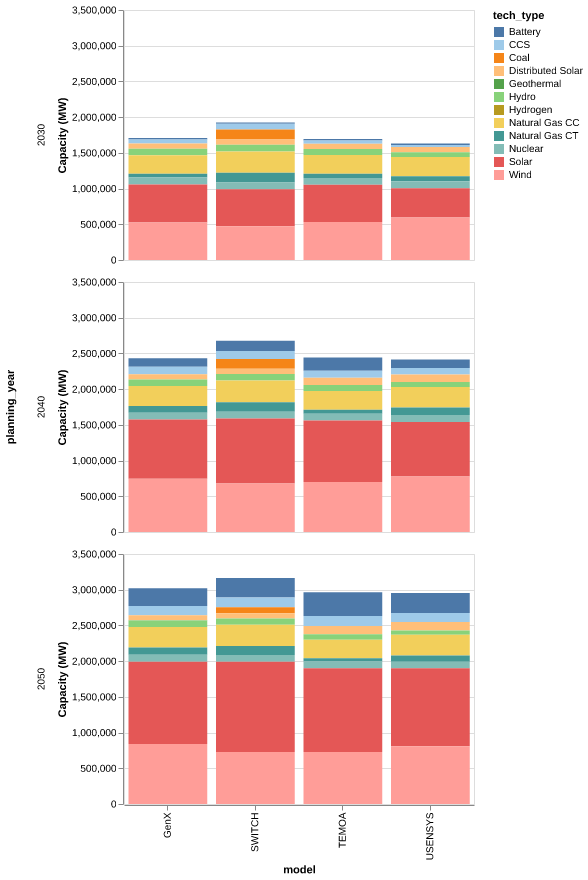 3,500,000
3,000,000
2,500,000
2,000,000
1,500,000
1,000,000
500,000
0
Capacity (MW)
2030
tech_type
Battery
CCS
Coal
Distributed Solar
Geothermal
Hydro
Hydrogen
Natural Gas CC
Natural Gas CT
Nuclear
Solar
Wind
3,500,000
3,000,000
2,500,000
2,000,000
1,500,000
1,000,000
500,000
0
Capacity (MW)
2040
planning_year
3,500,000
3,000,000
2,500,000
2,000,000
1,500,000
1,000,000
500,000
0
Capacity (MW)
2050
GenX
SWITCH
TEMOA
USENSYS
model